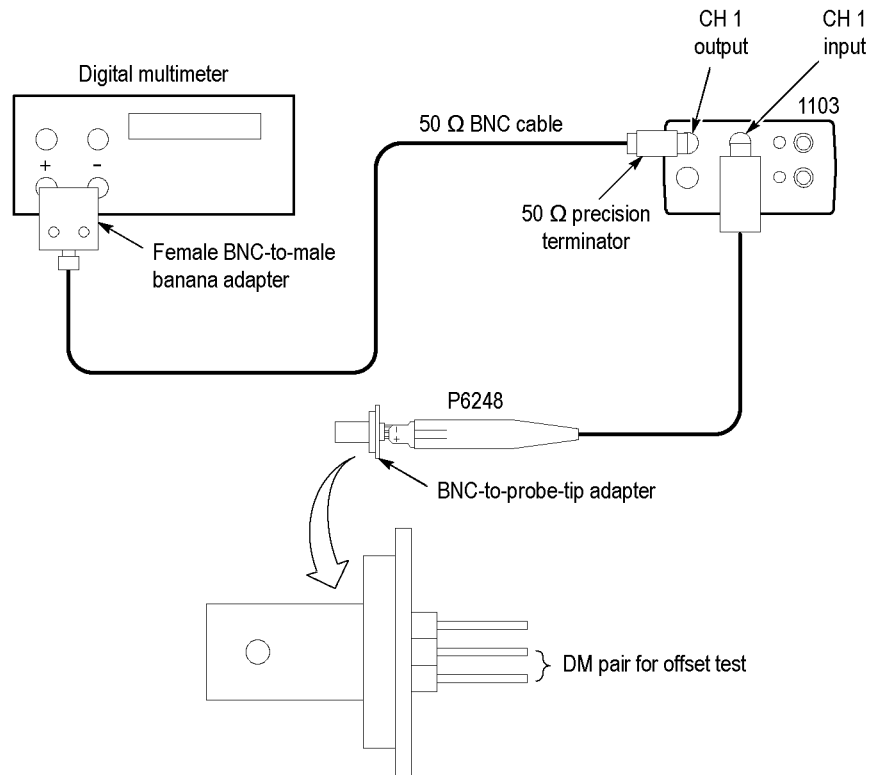 CH 1
output
CH 1
input
Digital multimeter
1103
50 Ω BNC cable
+ -
50 Ω precision
terminator
Female BNC-to-male
banana adapter
P6248
-
+
BNC-to-probe-tip adapter
DM pair for offset test